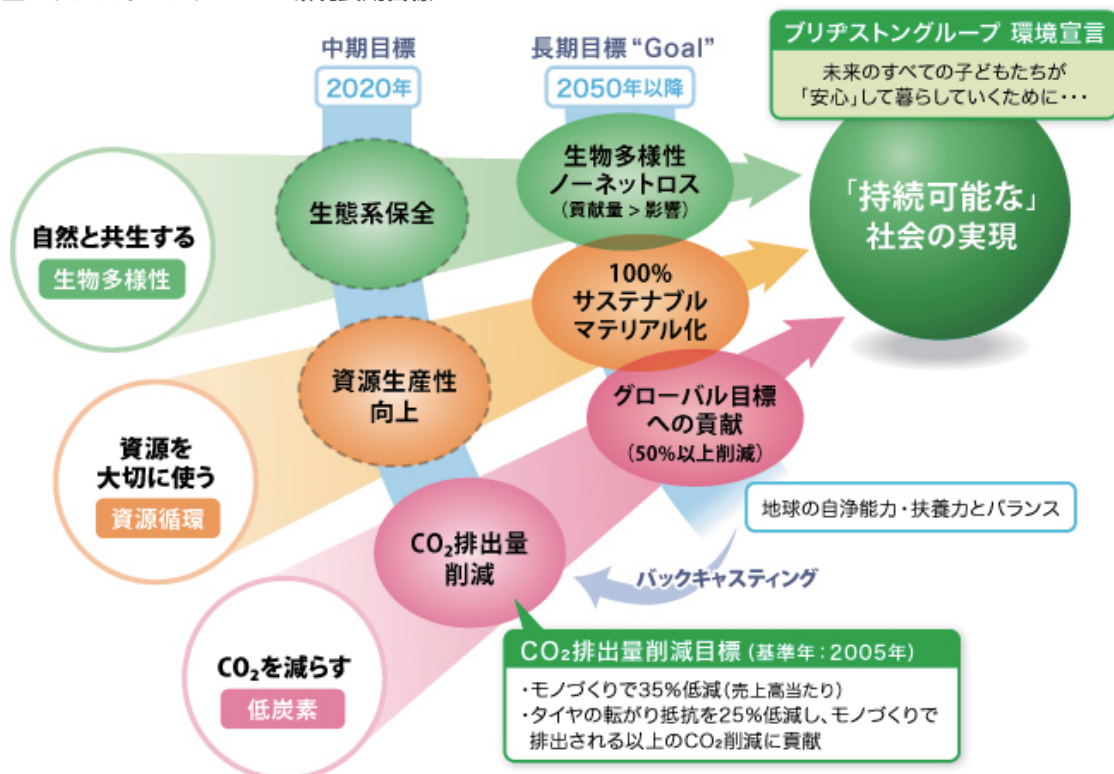 中期目標
2020年
長期目標“Goal”
2050年以降
ブリヂストングループ 環境宣言
未来のすべての子どもたちが
「安心」して暮らしていくために・・・
自然と共生する
生物多様性
生態系保全
生物多様性
ノーネットロス
(貢献量 > 影響)
「持続可能な」
社会の実現
資源を
大切に使う
資源循環
資源生産性
向上
100%
サステナブル
マテリアル化
CO₂を減らす
低炭素
CO₂排出量
削減
グローバル目標
への貢献
(50%以上削減)
地球の自浄能力・扶養力とバランス
バックキャスティング
CO₂排出量削減目標 (基準年:2005年)
・モノづくりで35%低減(売上高当たり)
・タイヤの転がり抵抗を25%低減し、モノづくりで
排出される以上のCO₂削減に貢献